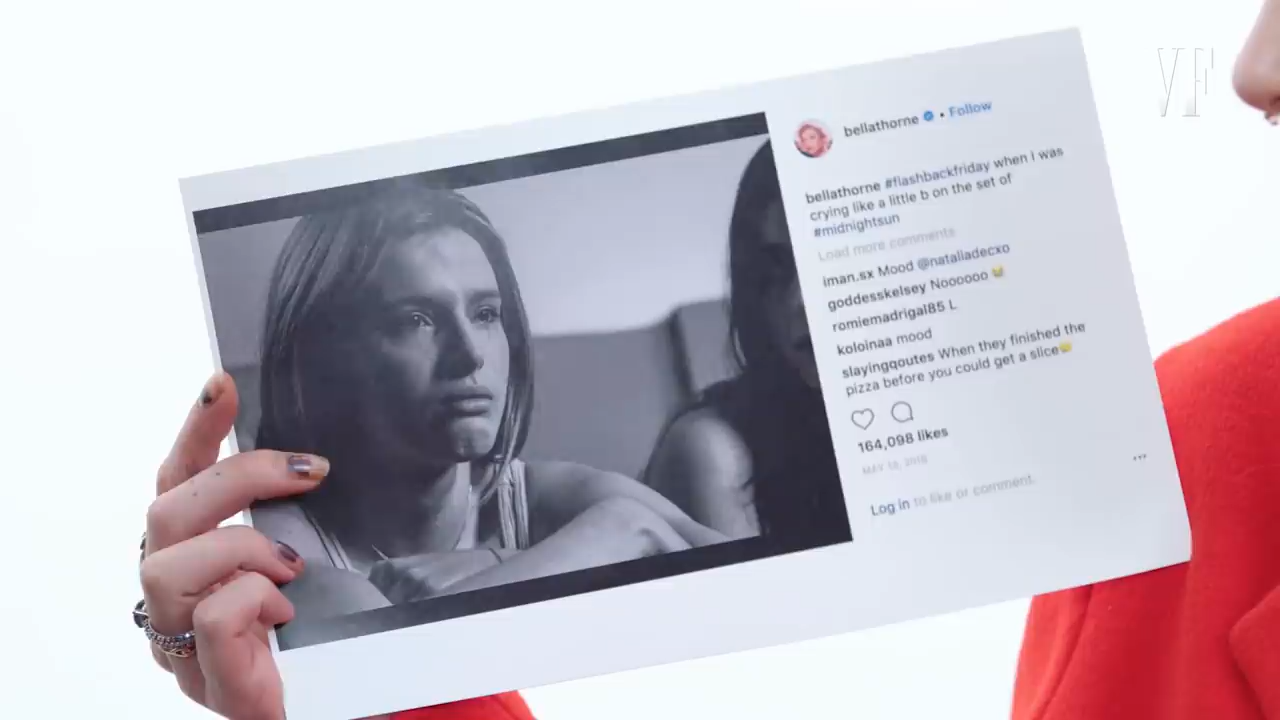 VF
bellathorne • Follow
bellathorne #flashbackfriday when I was
crying like a little b on the set of
#midnightsun
Load more comments
iman.sx Mood @nataliadecxo
goddesskelsey Noooooo 😆
romiemadrigal85 L
koloinaa mood
slayingqoutes When they finished the
pizza before you could get a slice😅
164,098 likes
Log in to like or comment.